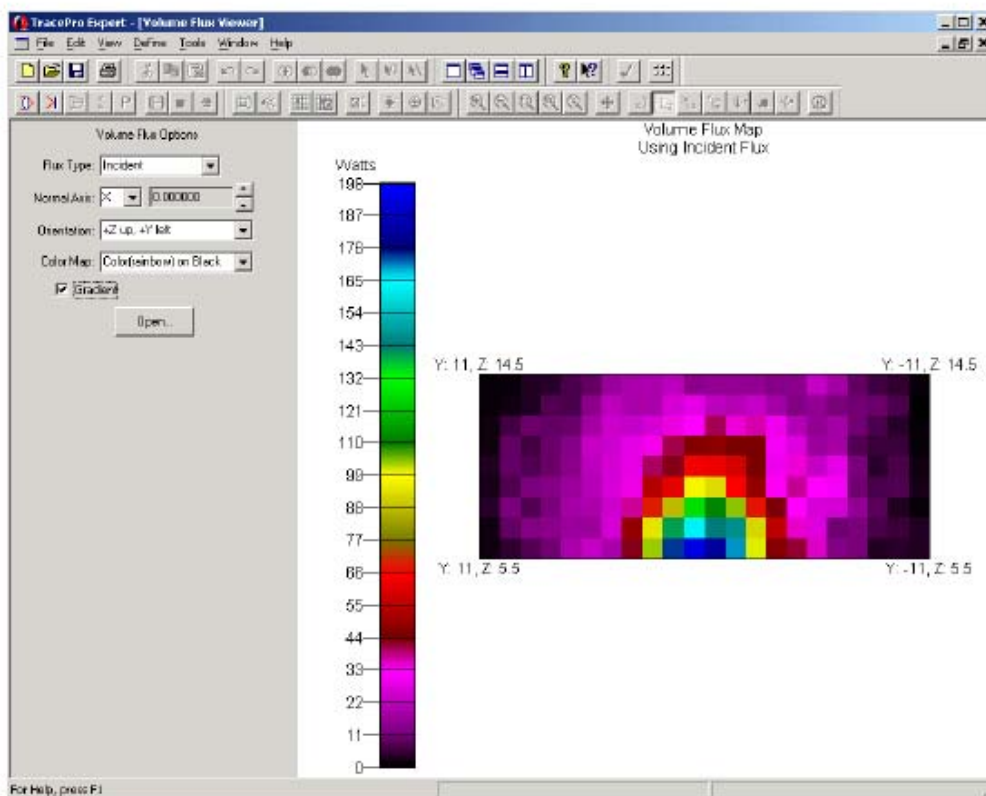 TracePro Expert - [Volume Flux Viewer]
File Edit View Define Tools Window Help
Volume Flux Options
Flux Type: Incident
Normal Axis: X 0.000000
Orientation: +Z up, +Y left
Color Map: Color(rainbow) on Black
Gradient
Open...
Volume Flux Map
Using Incident Flux
Watts
198
187
176
165
154
143
132
121
110
99
88
77
66
55
44
33
22
11
0
Y: 11, Z: 14.5
Y: -11, Z: 14.5
Y: 11, Z: 5.5
Y: -11, Z: 5.5
For Help, press F1